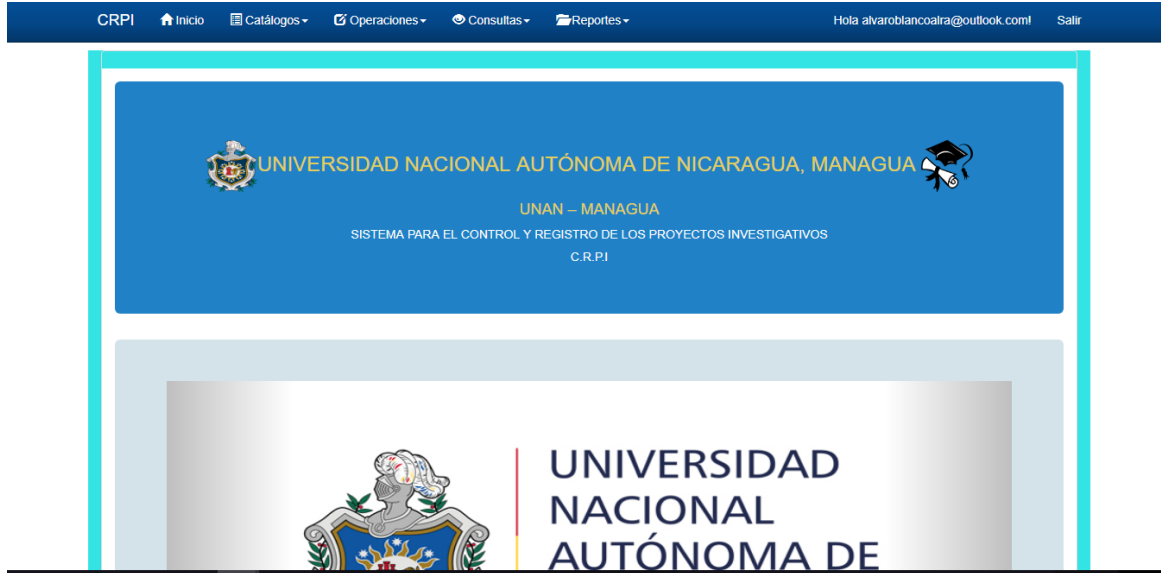 CRPI Inicio Catálogos Operaciones Consultas Reportes Hola alvaroblancoalra@outlook.com! Salir
UNIVERSIDAD NACIONAL AUTÓNOMA DE NICARAGUA, MANAGUA
UNAN – MANAGUA
SISTEMA PARA EL CONTROL Y REGISTRO DE LOS PROYECTOS INVESTIGATIVOS
C.R.P.I
UNIVERSIDAD
NACIONAL
AUTÓNOMA DE